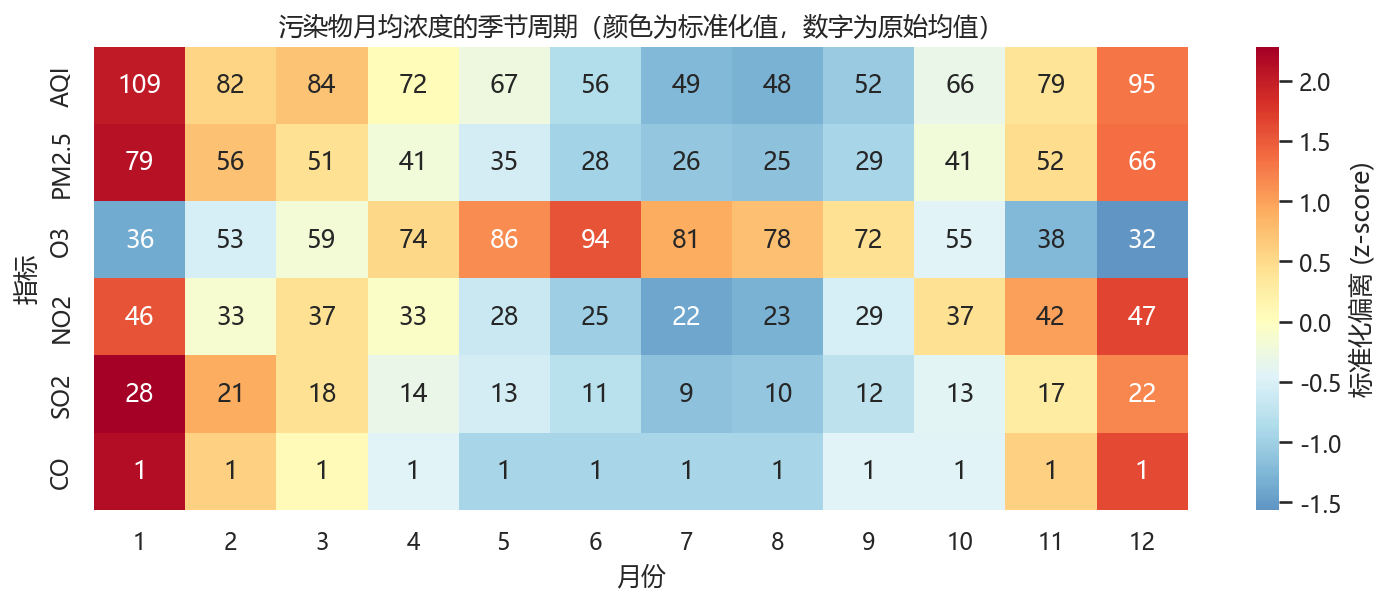 污染物月均浓度的季节周期（颜色为标准化值，数字为原始均值）
指标
AQI 109 82 84 72 67 56 49 48 52 66 79 95
PM2.5 79 56 51 41 35 28 26 25 29 41 52 66
O3 36 53 59 74 86 94 81 78 72 55 38 32
NO2 46 33 37 33 28 25 22 23 29 37 42 47
SO2 28 21 18 14 13 11 9 10 12 13 17 22
CO 1 1 1 1 1 1 1 1 1 1 1 1
1 2 3 4 5 6 7 8 9 10 11 12
月份
2.0
1.5
1.0
0.5
0.0
-0.5
-1.0
-1.5
标准化偏离 (z-score)